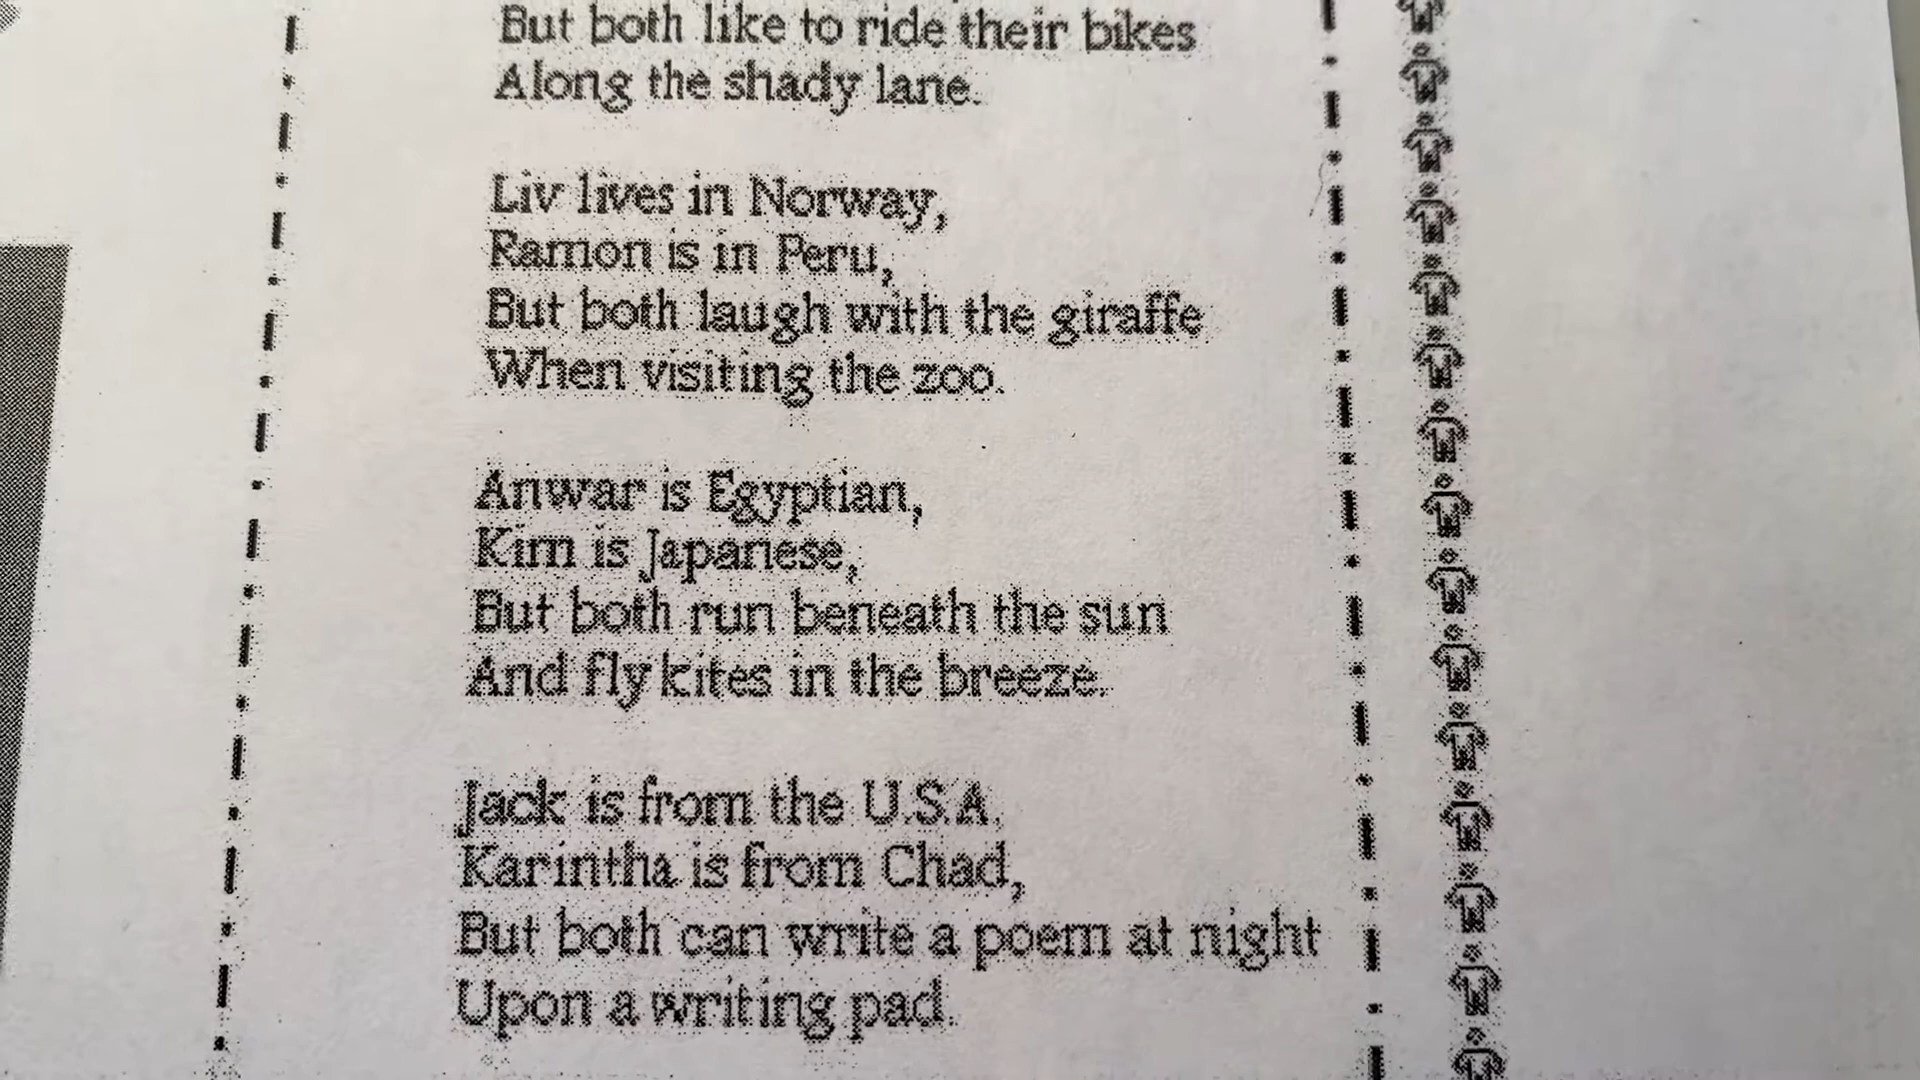 But both like to ride their bikes
Along the shady lane.
Liv lives in Norway,
Ramon is in Peru,
But both laugh with the giraffe
When visiting the zoo.
Anwar is Egyptian,
Kim is Japanese,
But both run beneath the sun
And fly kites in the breeze.
Jack is from the U.S.A.
Karintha is from Chad,
But both can write a poem at night
Upon a writing pad.